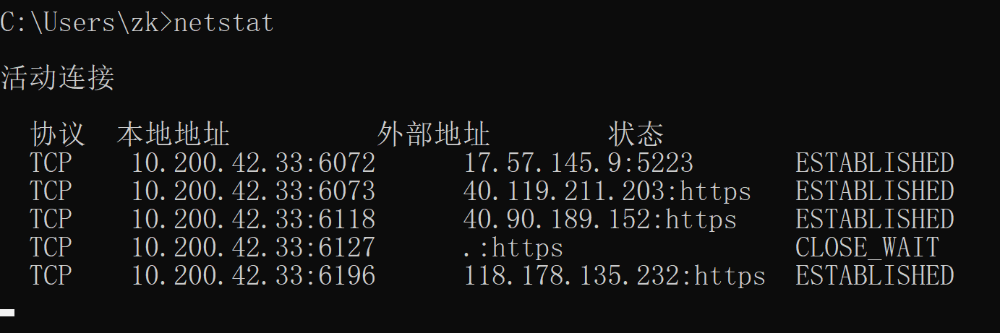 C:\Users\zk>netstat
活动连接
协议 本地地址 外部地址 状态
TCP 10.200.42.33:6072 17.57.145.9:5223 ESTABLISHED
TCP 10.200.42.33:6073 40.119.211.203:https ESTABLISHED
TCP 10.200.42.33:6118 40.90.189.152:https ESTABLISHED
TCP 10.200.42.33:6127 .:https CLOSE_WAIT
TCP 10.200.42.33:6196 118.178.135.232:https ESTABLISHED